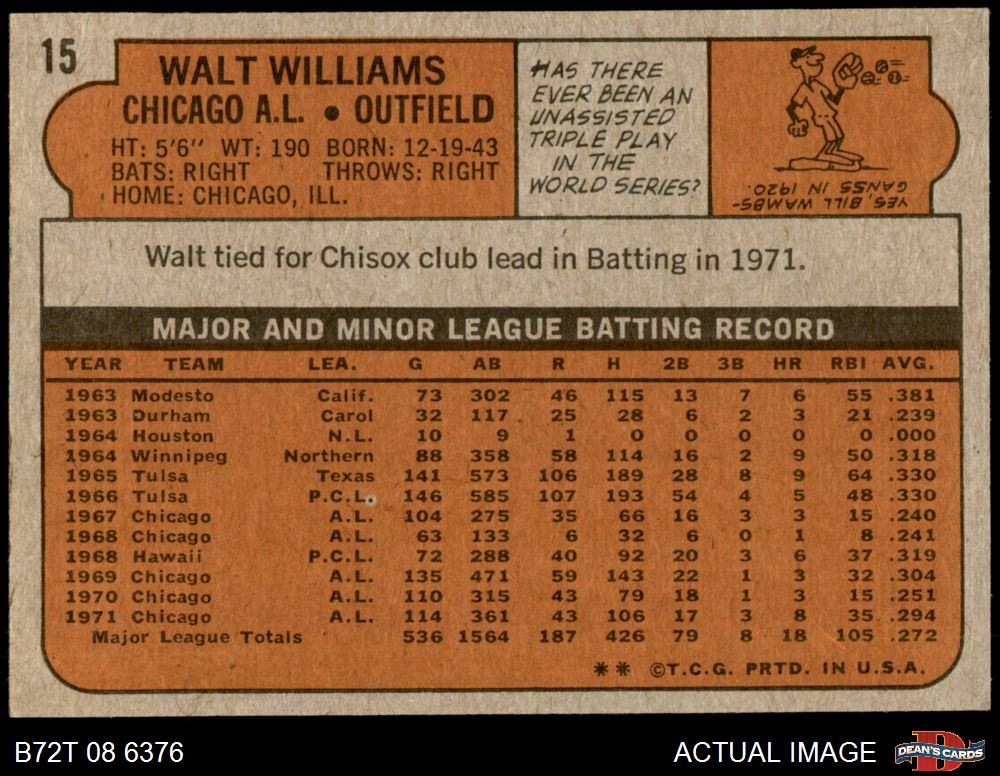 15
WALT WILLIAMS
CHICAGO A.L. • OUTFIELD
HT: 5'6" WT: 190 BORN: 12-19-43
BATS: RIGHT THROWS: RIGHT
HOME: CHICAGO, ILL.
HAS THERE
EVER BEEN AN
UNASSISTED
TRIPLE PLAY
IN THE
WORLD SERIES?
YES, BILL WAMBS-
GANSS IN 1920.
Walt tied for Chisox club lead in Batting in 1971.
MAJOR AND MINOR LEAGUE BATTING RECORD
YEAR TEAM LEA. G AB R H 2B 3B HR RBI AVG.
1963 Modesto Calif. 73 302 46 115 13 7 6 55 .381
1963 Durham Carol 32 117 25 28 6 2 3 21 .239
1964 Houston N.L. 10 9 1 0 0 0 0 0 .000
1964 Winnipeg Northern 88 358 58 114 16 2 9 50 .318
1965 Tulsa Texas 141 573 106 189 28 8 9 64 .330
1966 Tulsa P.C.L. 146 585 107 193 54 4 5 48 .330
1967 Chicago A.L. 104 275 35 66 16 3 3 15 .240
1968 Chicago A.L. 63 133 6 32 6 0 1 8 .241
1968 Hawaii P.C.L. 72 288 40 92 20 3 6 37 .319
1969 Chicago A.L. 135 471 59 143 22 1 3 32 .304
1970 Chicago A.L. 110 315 43 79 18 1 3 15 .251
1971 Chicago A.L. 114 361 43 106 17 3 8 35 .294
Major League Totals 536 1564 187 426 79 8 18 105 .272
** ©T.C.G. PRTD. IN U.S.A.
B72T 08 6376
ACTUAL IMAGE
DEAN'S CARDS